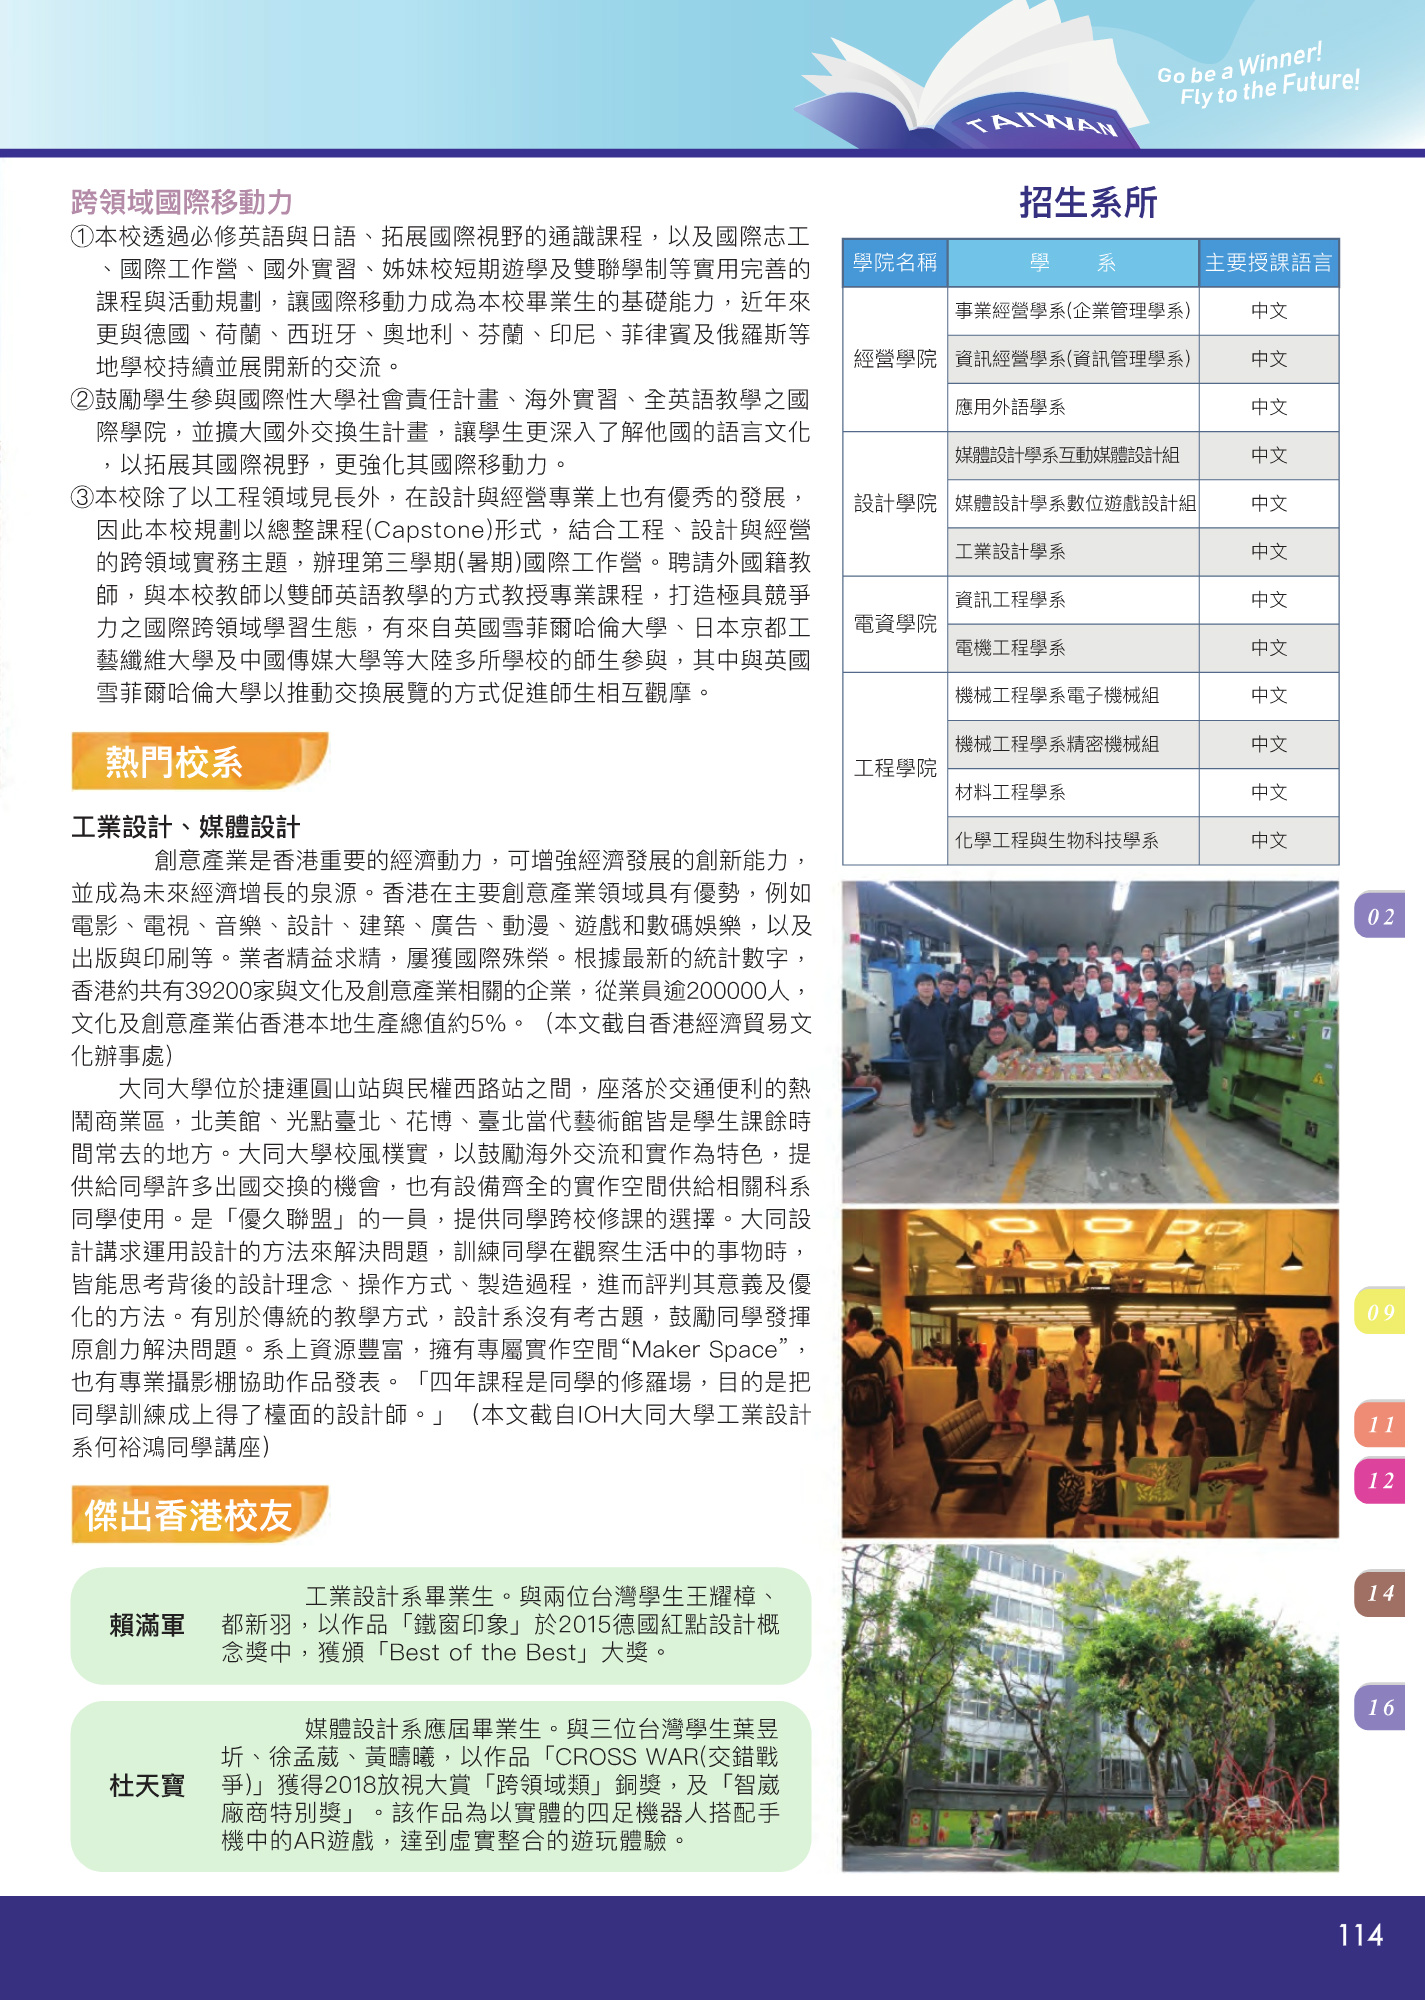 Go be a Winner!
Fly to the Future!
TAIWAN
跨領域國際移動力
①本校透過必修英語與日語、拓展國際視野的通識課程，以及國際志工
、國際工作營、國外實習、姊妹校短期遊學及雙聯學制等實用完善的
課程與活動規劃，讓國際移動力成為本校畢業生的基礎能力，近年來
更與德國、荷蘭、西班牙、奧地利、芬蘭、印尼、菲律賓及俄羅斯等
地學校持續並展開新的交流。
②鼓勵學生參與國際性大學社會責任計畫、海外實習、全英語教學之國
際學院，並擴大國外交換生計畫，讓學生更深入了解他國的語言文化
，以拓展其國際視野，更強化其國際移動力。
③本校除了以工程領域見長外，在設計與經營專業上也有優秀的發展，
因此本校規劃以總整課程(Capstone)形式，結合工程、設計與經營
的跨領域實務主題，辦理第三學期(暑期)國際工作營。聘請外國籍教
師，與本校教師以雙師英語教學的方式教授專業課程，打造極具競爭
力之國際跨領域學習生態，有來自英國雪菲爾哈倫大學、日本京都工
藝纖維大學及中國傳媒大學等大陸多所學校的師生參與，其中與英國
雪菲爾哈倫大學以推動交換展覽的方式促進師生相互觀摩。
熱門校系
工業設計、媒體設計
創意產業是香港重要的經濟動力，可增強經濟發展的創新能力，
並成為未來經濟增長的泉源。香港在主要創意產業領域具有優勢，例如
電影、電視、音樂、設計、建築、廣告、動漫、遊戲和數碼娛樂，以及
出版與印刷等。業者精益求精，屢獲國際殊榮。根據最新的統計數字，
香港約共有39200家與文化及創意產業相關的企業，從業員逾200000人，
文化及創意產業佔香港本地生產總值約5%。（本文截自香港經濟貿易文
化辦事處）
大同大學位於捷運圓山站與民權西路站之間，座落於交通便利的熱
鬧商業區，北美館、光點臺北、花博、臺北當代藝術館皆是學生課餘時
間常去的地方。大同大學校風樸實，以鼓勵海外交流和實作為特色，提
供給同學許多出國交換的機會，也有設備齊全的實作空間供給相關科系
同學使用。是「優久聯盟」的一員，提供同學跨校修課的選擇。大同設
計講求運用設計的方法來解決問題，訓練同學在觀察生活中的事物時，
皆能思考背後的設計理念、操作方式、製造過程，進而評判其意義及優
化的方法。有別於傳統的教學方式，設計系沒有考古題，鼓勵同學發揮
原創力解決問題。系上資源豐富，擁有專屬實作空間“Maker Space”，
也有專業攝影棚協助作品發表。「四年課程是同學的修羅場，目的是把
同學訓練成上得了檯面的設計師。」（本文截自IOH大同大學工業設計
系何裕鴻同學講座）
傑出香港校友
賴滿軍
工業設計系畢業生。與兩位台灣學生王耀樟、
都新羽，以作品「鐵窗印象」於2015德國紅點設計概
念獎中，獲頒「Best of the Best」大獎。
杜天寶
媒體設計系應屆畢業生。與三位台灣學生葉昱
圻、徐孟葳、黃疇曦，以作品「CROSS WAR(交錯戰
爭)」獲得2018放視大賞「跨領域類」銅獎，及「智崴
廠商特別獎」。該作品為以實體的四足機器人搭配手
機中的AR遊戲，達到虛實整合的遊玩體驗。
招生系所
學院名稱 學 系 主要授課語言
經營學院
事業經營學系(企業管理學系) 中文
資訊經營學系(資訊管理學系) 中文
應用外語學系 中文
設計學院
媒體設計學系互動媒體設計組 中文
媒體設計學系數位遊戲設計組 中文
工業設計學系 中文
電資學院
資訊工程學系 中文
電機工程學系 中文
工程學院
機械工程學系電子機械組 中文
機械工程學系精密機械組 中文
材料工程學系 中文
化學工程與生物科技學系 中文
7
02
09
11
12
14
16
114